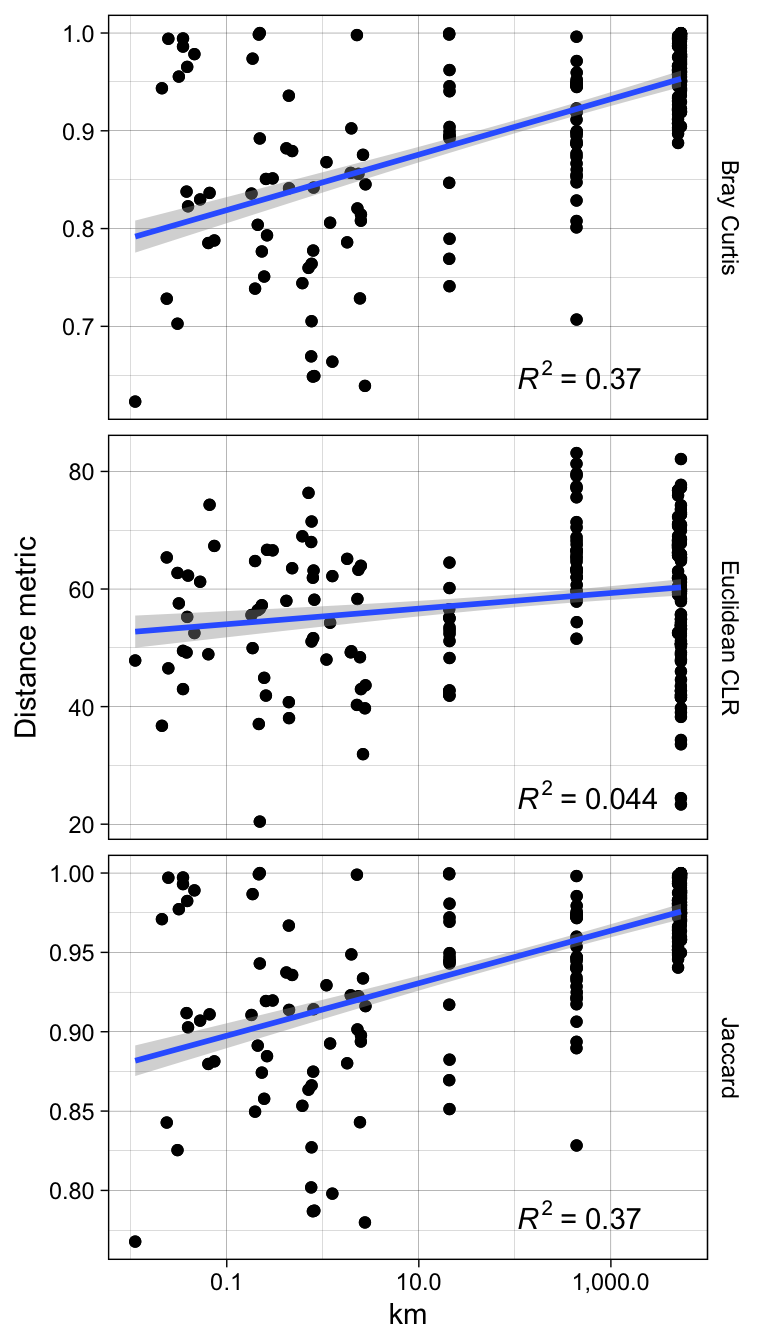 1.0
0.9
0.8
0.7
R² = 0.37
Bray Curtis
Distance metric
80
60
40
20
R² = 0.044
Euclidean CLR
1.00
0.95
0.90
0.85
0.80
R² = 0.37
Jaccard
0.1 10.0 1,000.0
km